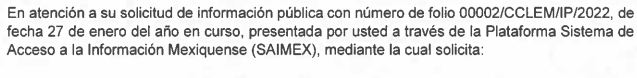 En atención a su solicitud de información pública con número de folio 00002/CCLEM/IP/2022, de
fecha 27 de enero del año en curso, presentada por usted a través de la Plataforma Sistema de
Acceso a la Información Mexiquense (SAIMEX), mediante la cual solicita: